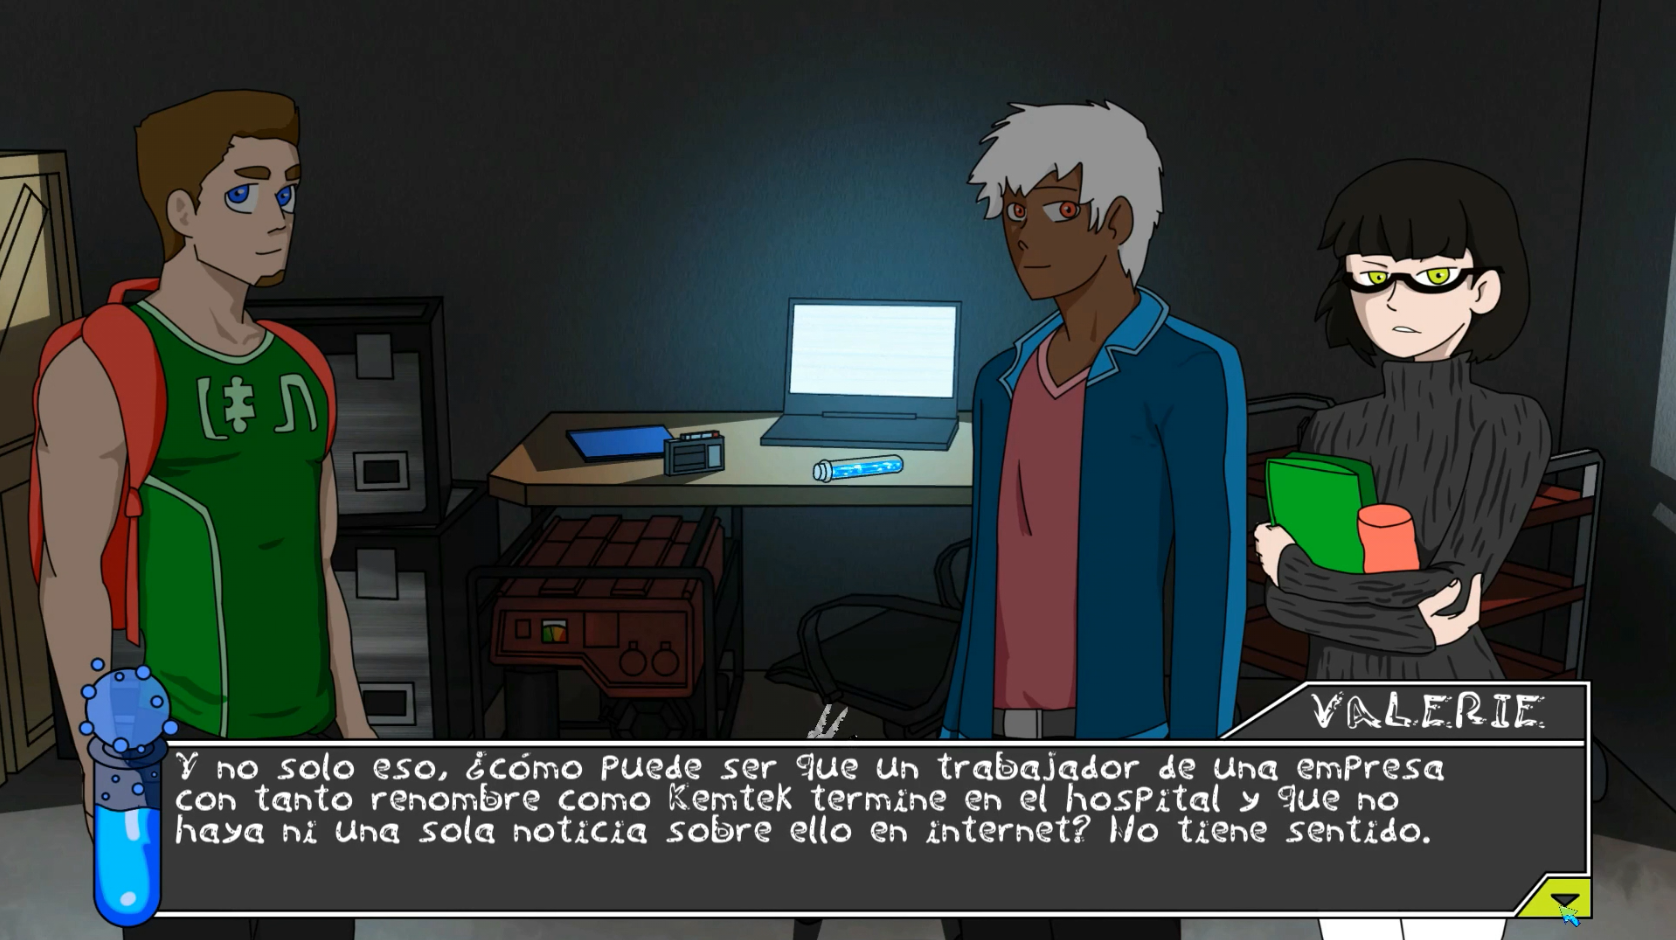 VALERIE
Y no solo eso, ¿cómo puede ser que un trabajador de una empresa
con tanto renombre como Kemtek termine en el hospital y que no
haya ni una sola noticia sobre ello en internet? No tiene sentido.